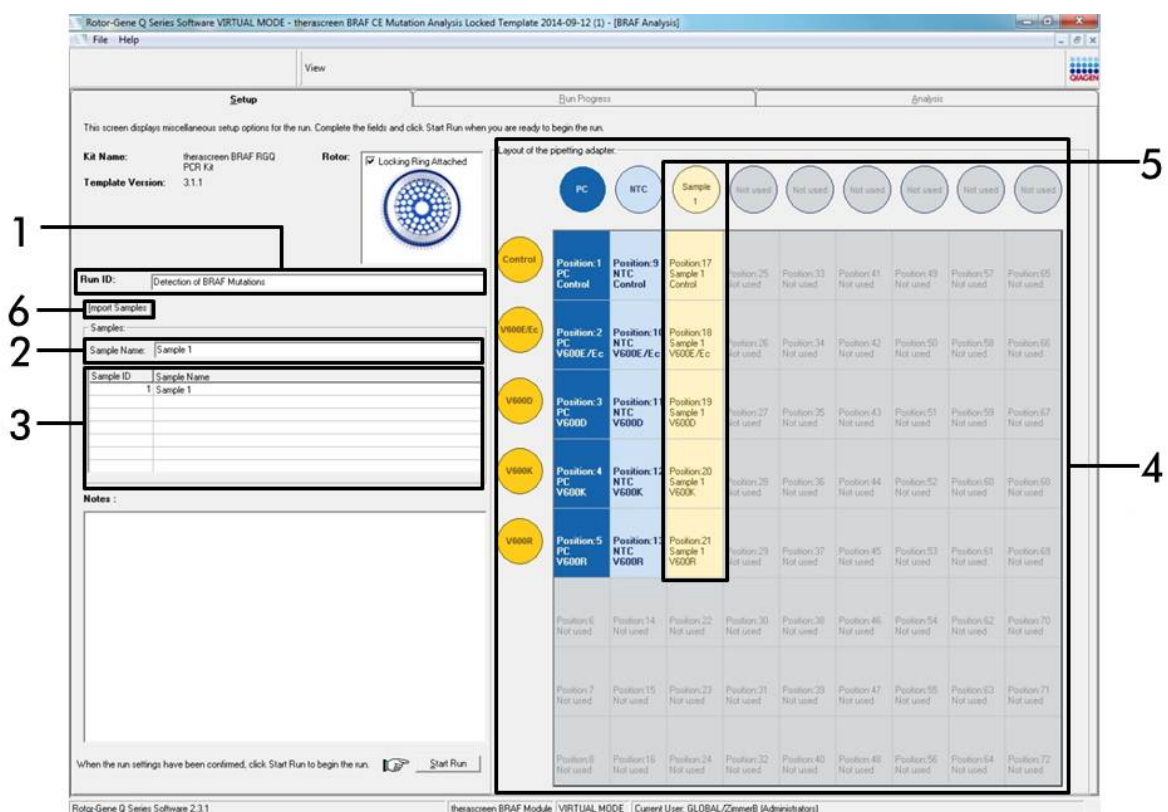 Rotor-Gene Q Series Software VIRTUAL MODE - therascreen BRAF CE Mutation Analysis Locked Template 2014-09-12 (1) - [BRAF Analysis]
File Help
View
QIAGEN
Setup
Run Progress
Analysis
This screen displays miscellaneous setup options for the run. Complete the fields and click Start Run when you are ready to begin the run.
Kit Name: therascreen BRAF RGQ PCR Kit
Rotor: Locking Ring Attached
Template Version: 3.1.1
1
Run ID: Detection of BRAF Mutations
6
Import Samples
Samples:
2
Sample Name: Sample 1
Sample ID Sample Name
1 Sample 1
3
Notes :
When the run settings have been confirmed, click Start Run to begin the run. Start Run
Layout of the pipetting adapter.
5
PC NTC Sample 1 Not used Not used Not used Not used Not used Not used
Control
Position:1 Position:9 Position:17 Position:25 Position:33 Position:41 Position:49 Position:57 Position:65
PC NTC Sample 1 Not used Not used Not used Not used Not used Not used
Control Control Control
V600E/Ec
Position:2 Position:10 Position:18 Position:26 Position:34 Position:42 Position:50 Position:58 Position:66
PC NTC Sample 1 Not used Not used Not used Not used Not used Not used
V600E/Ec V600E/Ec V600E/Ec
V600D
Position:3 Position:11 Position:19 Position:27 Position:35 Position:43 Position:51 Position:59 Position:67
PC NTC Sample 1 Not used Not used Not used Not used Not used Not used
V600D V600D V600D
4
V600K
Position:4 Position:12 Position:20 Position:28 Position:36 Position:44 Position:52 Position:60 Position:68
PC NTC Sample 1 Not used Not used Not used Not used Not used Not used
V600K V600K V600K
V600R
Position:5 Position:13 Position:21 Position:29 Position:37 Position:45 Position:53 Position:61 Position:69
PC NTC Sample 1 Not used Not used Not used Not used Not used Not used
V600R V600R V600R
Position:6 Position:14 Position:22 Position:30 Position:38 Position:46 Position:54 Position:62 Position:70
Not used Not used Not used Not used Not used Not used Not used Not used Not used
Position:7 Position:15 Position:23 Position:31 Position:39 Position:47 Position:55 Position:63 Position:71
Not used Not used Not used Not used Not used Not used Not used Not used Not used
Position:8 Position:16 Position:24 Position:32 Position:40 Position:48 Position:56 Position:64 Position:72
Not used Not used Not used Not used Not used Not used Not used Not used Not used
Rotor-Gene Q Series Software 2.3.1
therascreen BRAF Module VIRTUAL MODE Current User: GLOBAL/ZimmerB (Administrators)